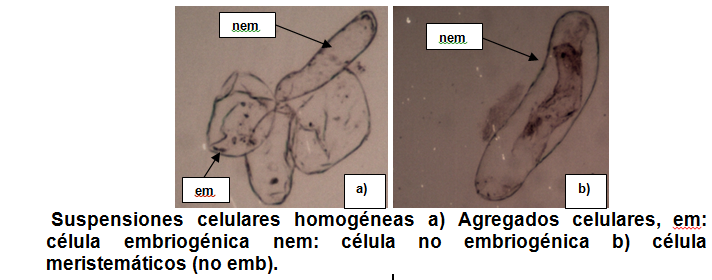 nem
em
a)
nem
b)
Suspensiones celulares homogéneas a) Agregados celulares, em:
célula embriogénica nem: célula no embriogénica b) célula
meristemáticos (no emb).